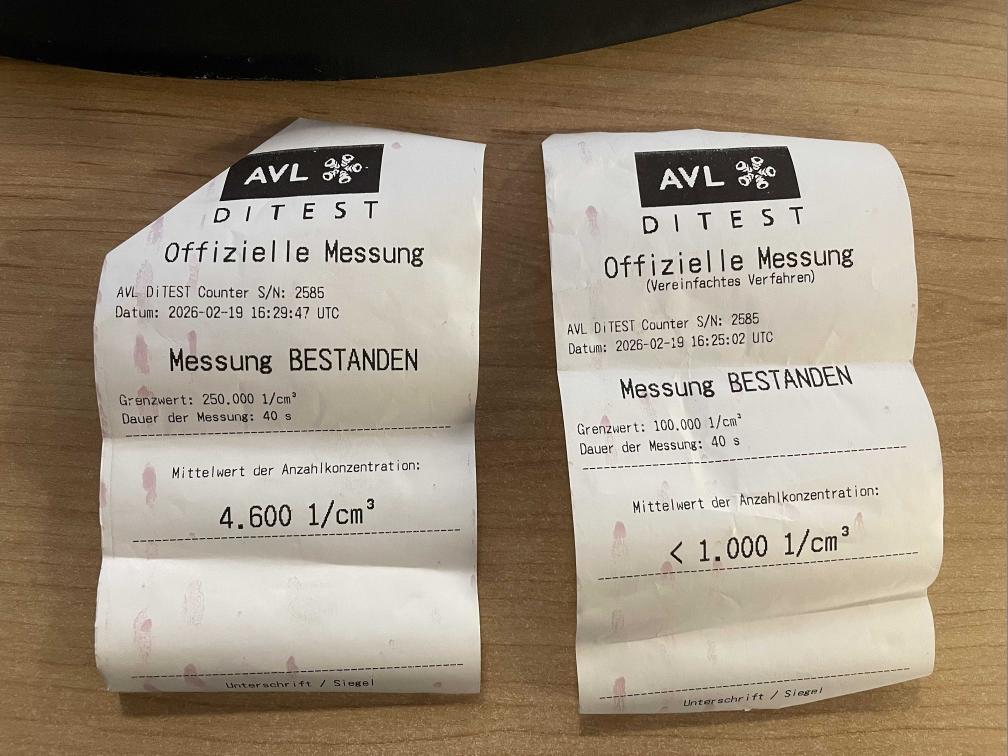 AVL
DITEST
Offizielle Messung
AVL DiTEST Counter S/N: 2585
Datum: 2026-02-19 16:29:47 UTC
Messung BESTANDEN
Grenzwert: 250.000 1/cm³
Dauer der Messung: 40 s
Mittelwert der Anzahlkonzentration:
4.600 1/cm³
Unterschrift / Siegel
AVL
DITEST
Offizielle Messung
(Vereinfachtes Verfahren)
AVL DiTEST Counter S/N: 2585
Datum: 2026-02-19 16:25:02 UTC
Messung BESTANDEN
Grenzwert: 100.000 1/cm³
Dauer der Messung: 40 s
Mittelwert der Anzahlkonzentration:
< 1.000 1/cm³
Unterschrift / Siegel